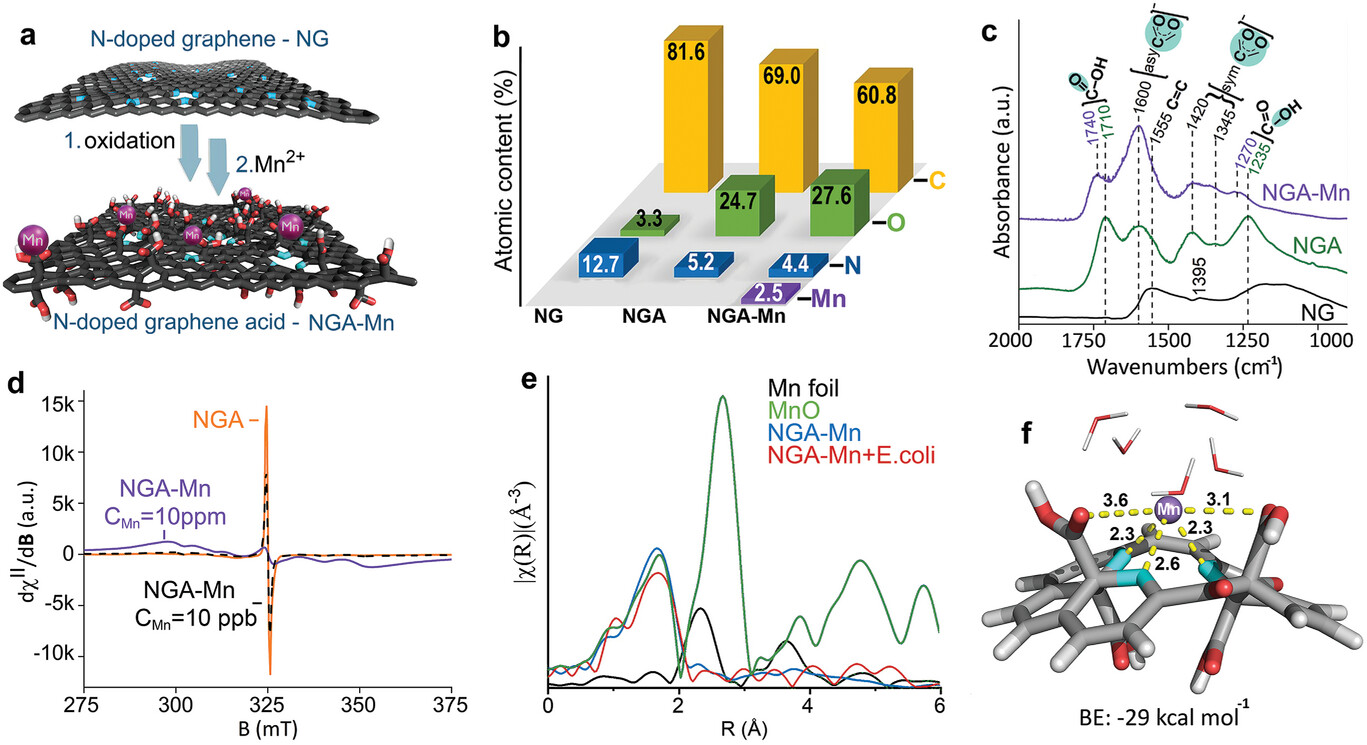 a
N-doped graphene - NG
1.oxidation
2.Mn²⁺
Mn
Mn
Mn
Mn
Mn
N-doped graphene acid - NGA-Mn
b
Atomic content (%)
81.6
69.0
60.8
C
3.3
24.7
27.6
O
12.7
5.2
4.4
N
2.5
Mn
NG
NGA
NGA-Mn
c
Absorbance (a.u.)
O=C-OH
1740
1710
1600
asy
C
O
O
-
1555 C=C
1420
1345
sym
C
O
O
-
1270
1235
C
O
-OH
NGA-Mn
NGA
1395
NG
2000
1750
1500
1250
1000
Wavenumbers (cm⁻¹)
d
dχᴵᴵ/dB (a.u.)
15k
10k
5k
0
-5k
-10k
NGA
NGA-Mn
C_Mn=10ppm
NGA-Mn
C_Mn=10 ppb
275
300
325
350
375
B (mT)
e
|χ(R)|(Å⁻³)
Mn foil
MnO
NGA-Mn
NGA-Mn+E.coli
0
2
4
6
R (Å)
f
Mn
3.6
3.1
2.3
2.3
2.6
BE: -29 kcal mol⁻¹